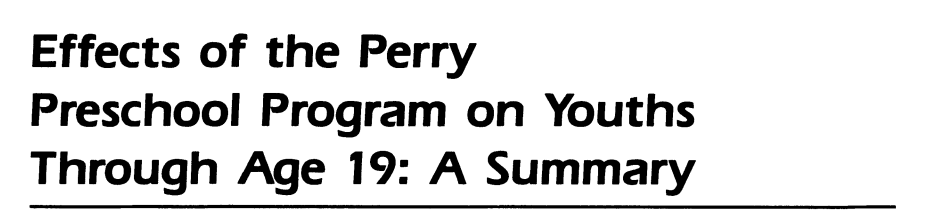 Effects of the Perry
Preschool Program on Youths
Through Age 19: A Summary